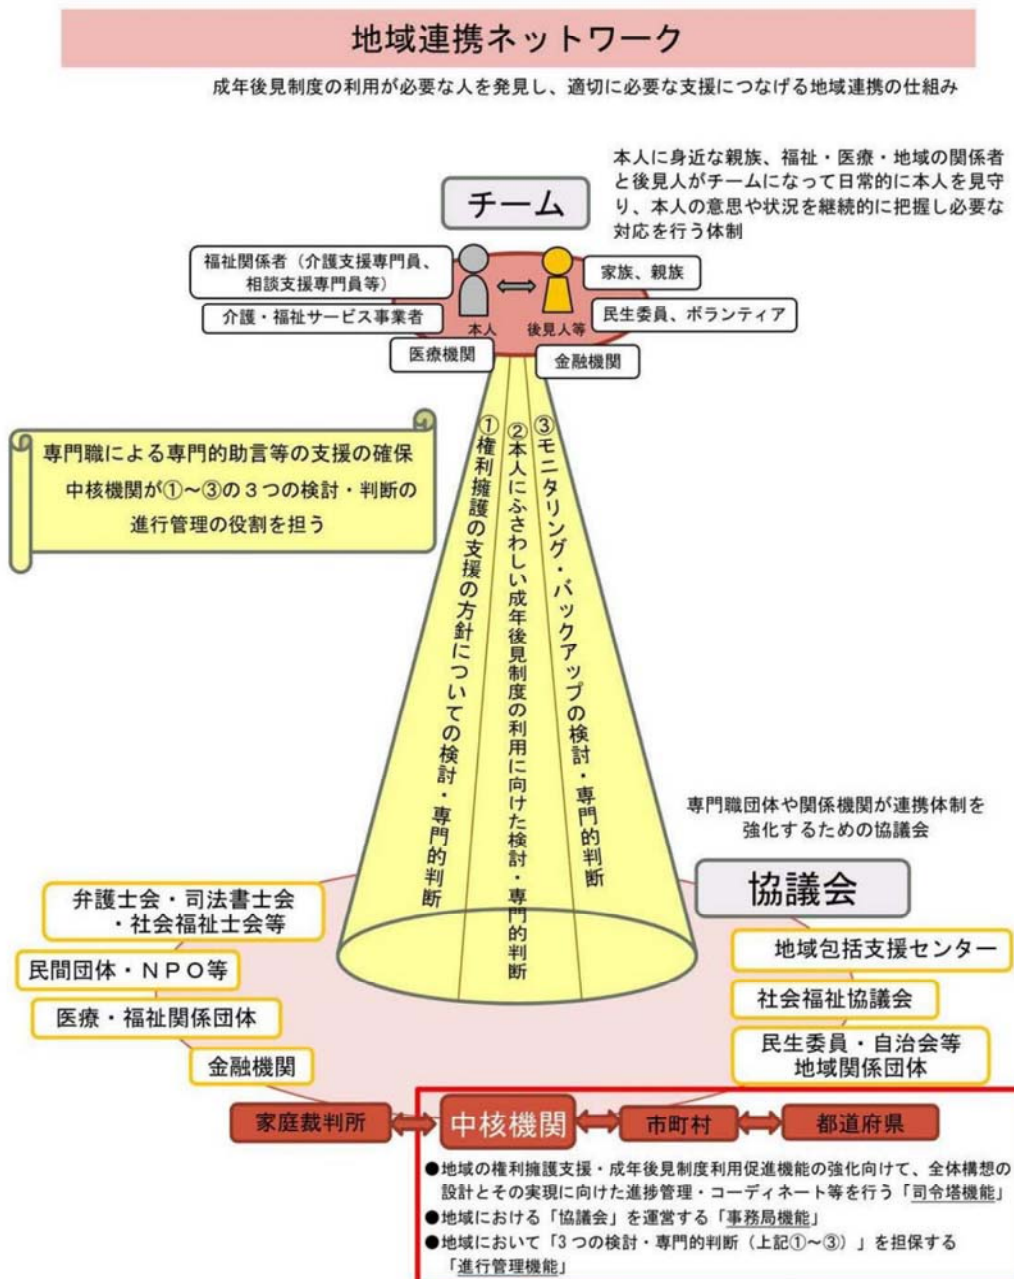 地域連携ネットワーク
成年後見制度の利用が必要な人を発見し、適切に必要な支援につなげる地域連携の仕組み
本人に身近な親族、福祉・医療・地域の関係者
と後見人がチームになって日常的に本人を見守
り、本人の意思や状況を継続的に把握し必要な
対応を行う体制
チーム
福祉関係者（介護支援専門員、
相談支援専門員等）
介護・福祉サービス事業者
医療機関
本人
後見人等
家族、親族
民生委員、ボランティア
金融機関
専門職による専門的助言等の支援の確保
中核機関が①～③の３つの検討・判断の
進行管理の役割を担う
①権利擁護の支援の方針についての検討・専門的判断
②本人にふさわしい成年後見制度の利用に向けた検討・専門的判断
③モニタリング・バックアップの検討・専門的判断
専門職団体や関係機関が連携体制を
強化するための協議会
協議会
弁護士会・司法書士会
・社会福祉士会等
民間団体・ＮＰＯ等
医療・福祉関係団体
金融機関
地域包括支援センター
社会福祉協議会
民生委員・自治会等
地域関係団体
家庭裁判所
中核機関
市町村
都道府県
●地域の権利擁護支援・成年後見制度利用促進機能の強化向けて、全体構想の
設計とその実現に向けた進捗管理・コーディネート等を行う「司令塔機能」
●地域における「協議会」を運営する「事務局機能」
●地域において「3つの検討・専門的判断（上記①～③）」を担保する
「進行管理機能」